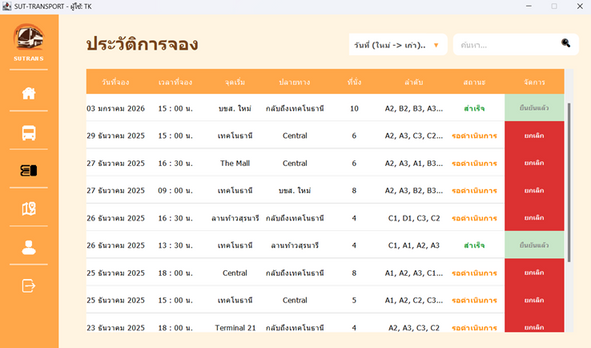 SUT-TRANSPORT - ผู้ใช้: TK
SUTRANS
ประวัติการจอง
วันที่ (ใหม่ -> เก่า)..
ค้นหา...
วันที่จอง เวลาที่จอง จุดเริ่ม ปลายทาง ที่นั่ง ลำดับ สถานะ จัดการ
03 มกราคม 2026 15 : 00 น. บขส. ใหม่ กลับถึงเทคโนธานี 10 A2, B2, B3, A3... สำเร็จ ยืนยันแล้ว
29 ธันวาคม 2025 15 : 00 น. เทคโนธานี Central 6 A2, A3, C3, C2... รอดำเนินการ ยกเลิก
27 ธันวาคม 2025 16 : 30 น. The Mall Central 6 A2, A3, A1, B3... รอดำเนินการ ยกเลิก
27 ธันวาคม 2025 09 : 00 น. เทคโนธานี บขส. ใหม่ 8 A2, A3, B2, B3... รอดำเนินการ ยกเลิก
26 ธันวาคม 2025 16 : 30 น. ลานท้าวสุรนารี กลับถึงเทคโนธานี 4 C1, D1, C3, C2 รอดำเนินการ ยกเลิก
26 ธันวาคม 2025 13 : 30 น. เทคโนธานี ลานท้าวสุรนารี 4 C1, A1, A2, A3 สำเร็จ ยืนยันแล้ว
25 ธันวาคม 2025 18 : 00 น. Central กลับถึงเทคโนธานี 8 A1, A2, A3, C1... รอดำเนินการ ยกเลิก
25 ธันวาคม 2025 15 : 00 น. เทคโนธานี Central 5 A1, A2, C2, C3... รอดำเนินการ ยกเลิก
23 ธันวาคม 2025 18 : 00 น. Terminal 21 กลับถึงเทคโนธานี 4 A2, A3, C3, C2 รอดำเนินการ ยกเลิก